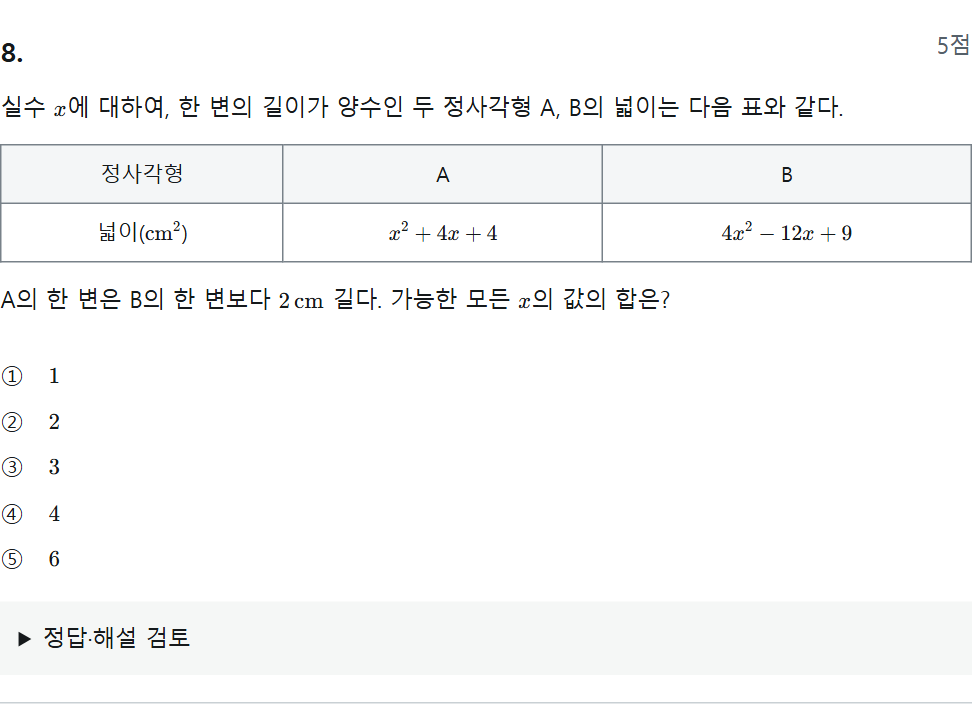 8.
5점
실수 x에 대하여, 한 변의 길이가 양수인 두 정사각형 A, B의 넓이는 다음 표와 같다.
정사각형 A B
넓이(cm²) x² + 4x + 4 4x² − 12x + 9
A의 한 변은 B의 한 변보다 2 cm 길다. 가능한 모든 x의 값의 합은?
① 1
② 2
③ 3
④ 4
⑤ 6
▶ 정답·해설 검토